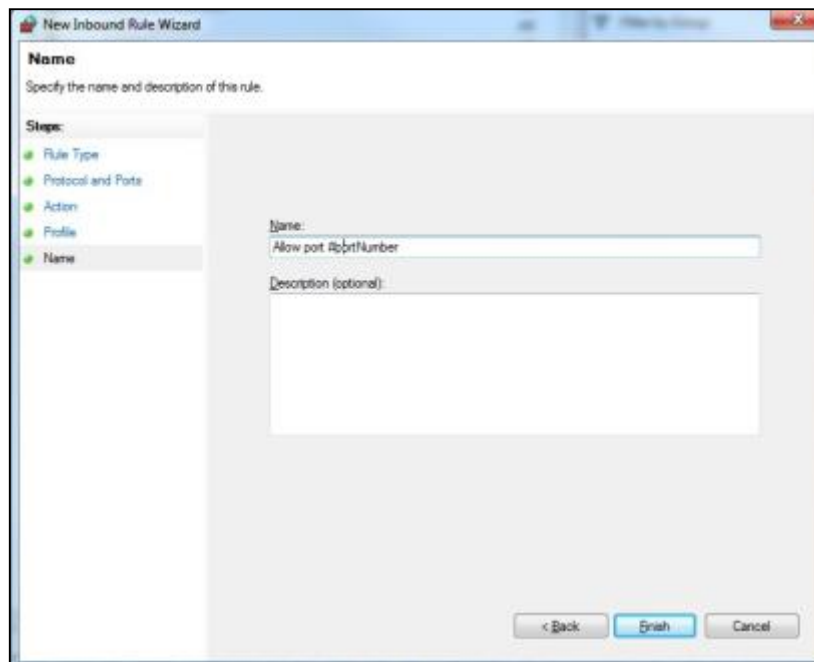 New Inbound Rule Wizard
Name
Specify the name and description of this rule.
Steps:
Rule Type
Protocol and Ports
Action
Profile
Name
Name:
Allow port #portNumber
Description (optional):
< Back
Finish
Cancel